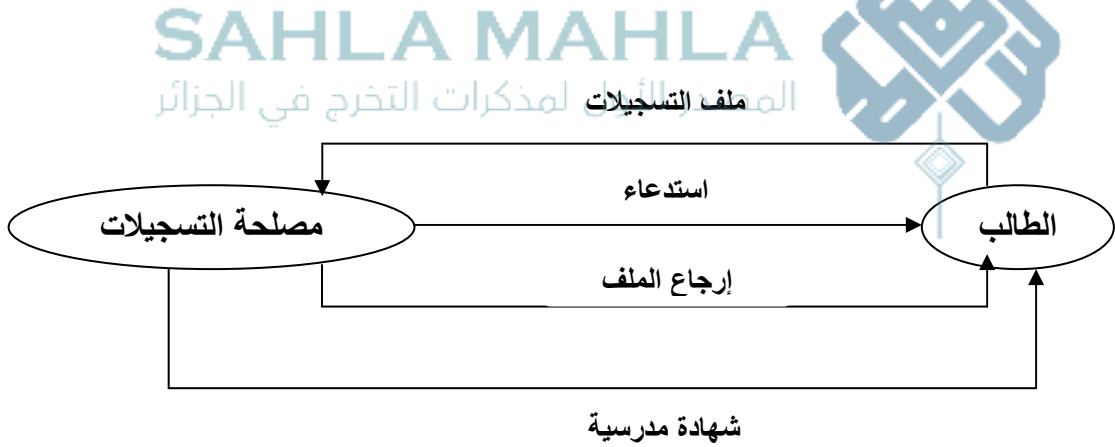 SAHLA MAHLA
المصدر الأول لمذكرات التخرج في الجزائر
ملف التسجيلات
استدعاء
الطالب
مصلحة التسجيلات
إرجاع الملف
شهادة مدرسية